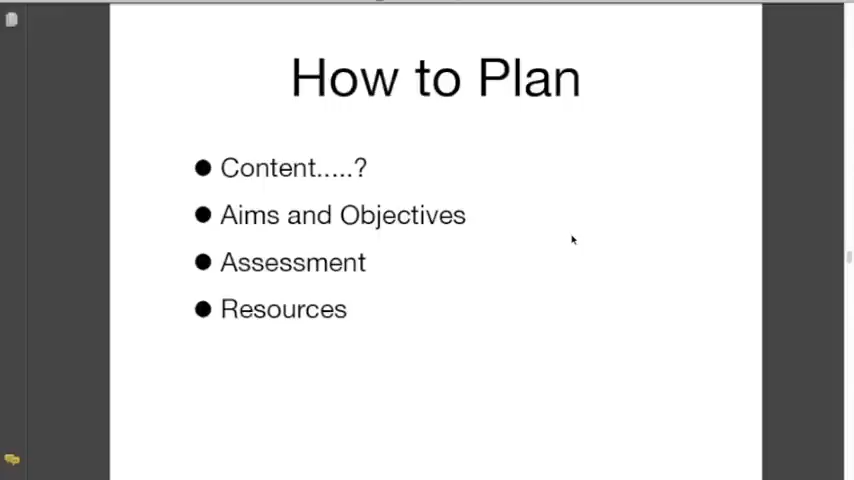 How to Plan
● Content.....?
● Aims and Objectives
● Assessment
● Resources